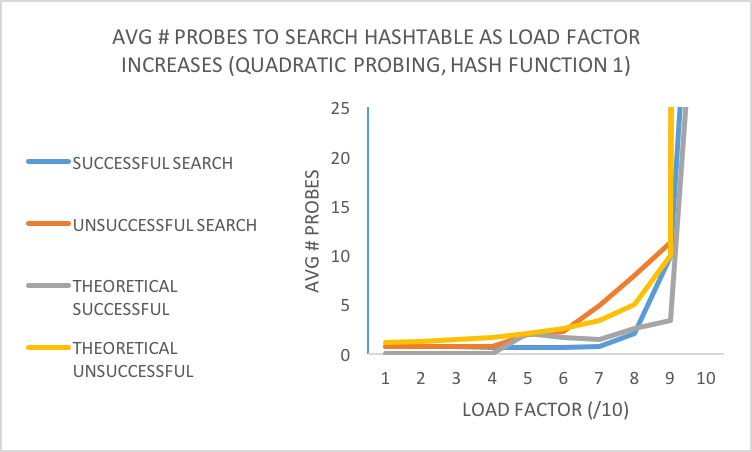 AVG # PROBES TO SEARCH HASHTABLE AS LOAD FACTOR
INCREASES (QUADRATIC PROBING, HASH FUNCTION 1)
SUCCESSFUL SEARCH
UNSUCCESSFUL SEARCH
THEORETICAL
SUCCESSFUL
THEORETICAL
UNSUCCESSFUL
AVG # PROBES
25
20
15
10
5
0
1 2 3 4 5 6 7 8 9 10
LOAD FACTOR (/10)